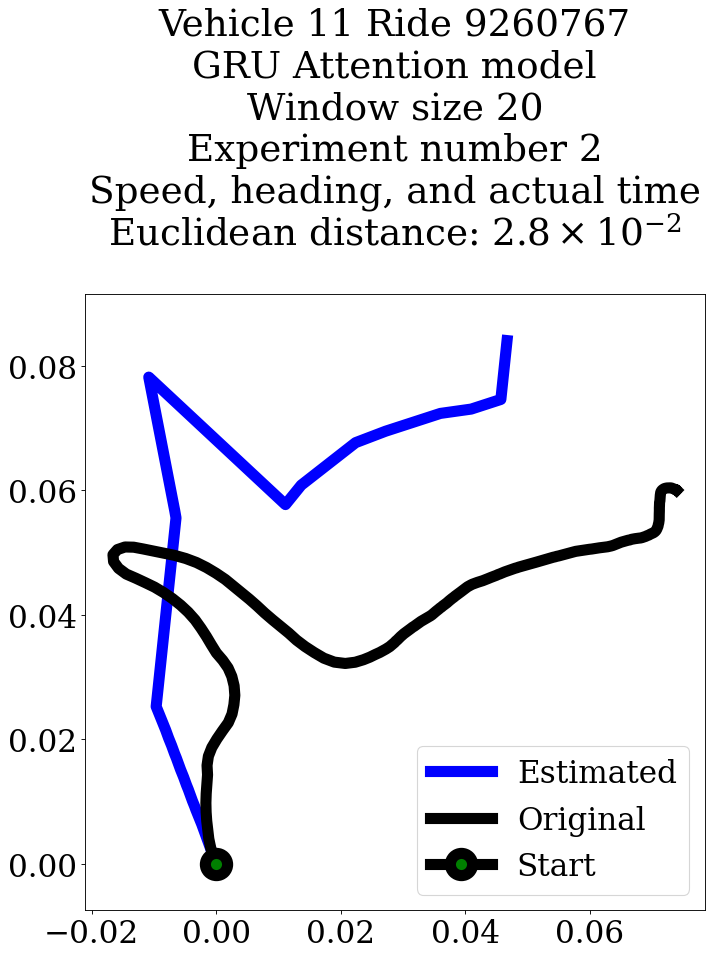 Vehicle 11 Ride 9260767
GRU Attention model
Window size 20
Experiment number 2
Speed, heading, and actual time
Euclidean distance: 2.8 × 10⁻²
0.08
0.06
0.04
0.02
0.00
Estimated
Original
Start
−0.02 0.00 0.02 0.04 0.06